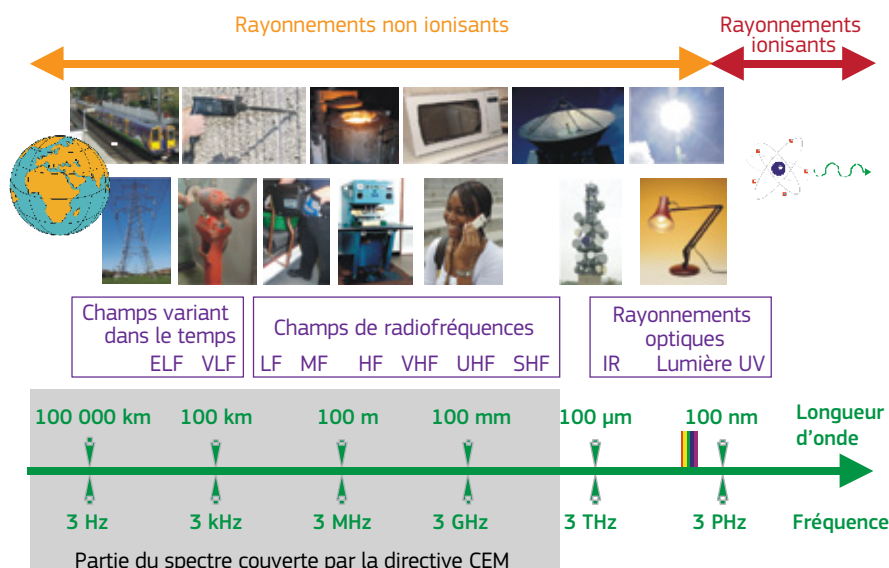 Rayonnements non ionisants
Rayonnements
ionisants
Champs variant
dans le temps
ELF VLF
Champs de radiofréquences
LF MF HF VHF UHF SHF
Rayonnements
optiques
IR Lumière UV
100 000 km 100 km 100 m 100 mm 100 µm 100 nm
Longueur
d'onde
3 Hz 3 kHz 3 MHz 3 GHz 3 THz 3 PHz Fréquence
Partie du spectre couverte par la directive CEM